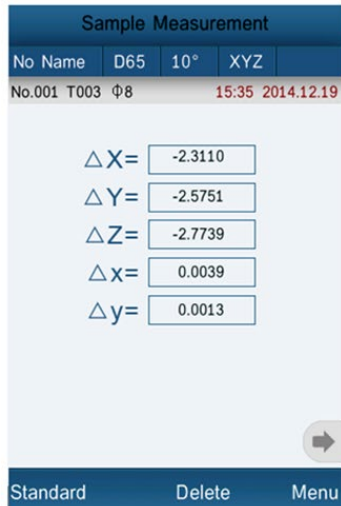 Sample Measurement
No Name D65 10° XYZ
No.001 T003 Φ8 15:35 2014.12.19
△X= -2.3110
△Y= -2.5751
△Z= -2.7739
△x= 0.0039
△y= 0.0013
Standard Delete Menu